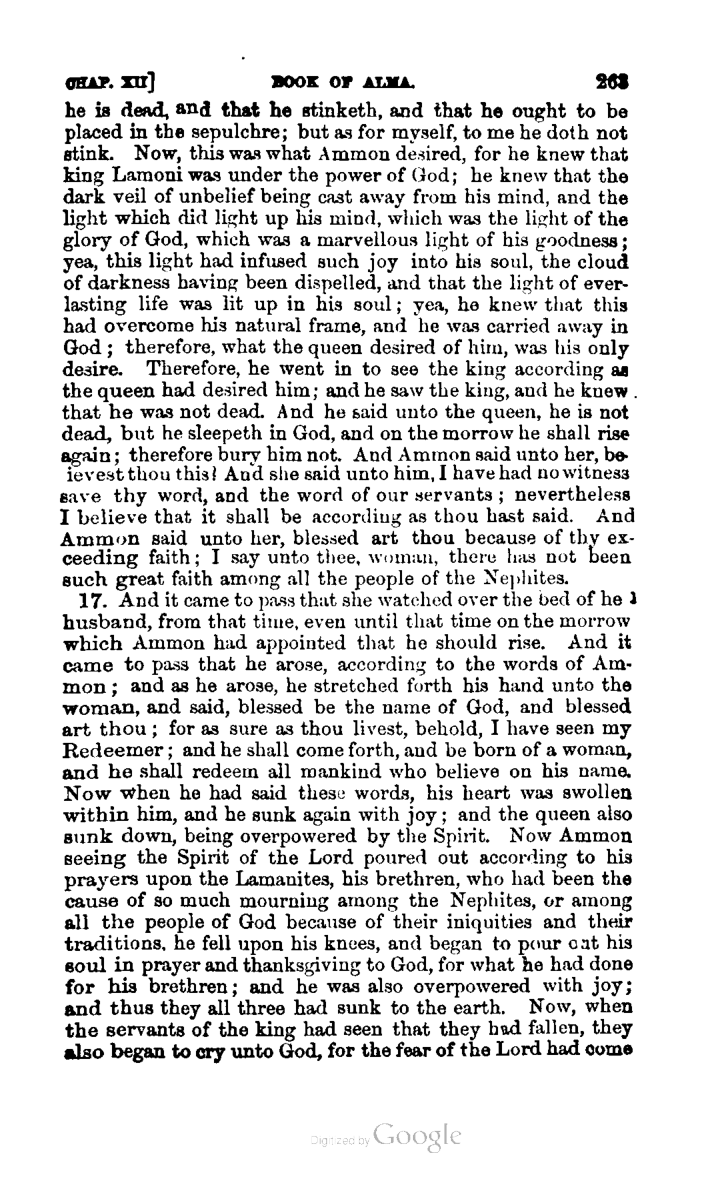 CHAP. XII] BOOK OF ALMA. 263
he is dead, and that he stinketh, and that he ought to be
placed in the sepulchre; but as for myself, to me he doth not
stink. Now, this was what Ammon desired, for he knew that
king Lamoni was under the power of God; he knew that the
dark veil of unbelief being cast away from his mind, and the
light which did light up his mind, which was the light of the
glory of God, which was a marvellous light of his goodness;
yea, this light had infused such joy into his soul, the cloud
of darkness having been dispelled, and that the light of ever-
lasting life was lit up in his soul; yea, he knew that this
had overcome his natural frame, and he was carried away in
God; therefore, what the queen desired of him, was his only
desire. Therefore, he went in to see the king according as
the queen had desired him; and he saw the king, and he knew
that he was not dead. And he said unto the queen, he is not
dead, but he sleepeth in God, and on the morrow he shall rise
again; therefore bury him not. And Ammon said unto her, be-
ievest thou this? And she said unto him, I have had no witness
save thy word, and the word of our servants; nevertheless
I believe that it shall be according as thou hast said. And
Ammon said unto her, blessed art thou because of thy ex-
ceeding faith; I say unto thee, woman, there has not been
such great faith among all the people of the Nephites.
17. And it came to pass that she watched over the bed of he1
husband, from that time, even until that time on the morrow
which Ammon had appointed that he should rise. And it
came to pass that he arose, according to the words of Am-
mon; and as he arose, he stretched forth his hand unto the
woman, and said, blessed be the name of God, and blessed
art thou; for as sure as thou livest, behold, I have seen my
Redeemer; and he shall come forth, and be born of a woman,
and he shall redeem all mankind who believe on his name.
Now when he had said these words, his heart was swollen
within him, and he sunk again with joy; and the queen also
sunk down, being overpowered by the Spirit. Now Ammon
seeing the Spirit of the Lord poured out according to his
prayers upon the Lamanites, his brethren, who had been the
cause of so much mourning among the Nephites, or among
all the people of God because of their iniquities and their
traditions, he fell upon his knees, and began to pour out his
soul in prayer and thanksgiving to God, for what he had done
for his brethren; and he was also overpowered with joy;
and thus they all three had sunk to the earth. Now, when
the servants of the king had seen that they had fallen, they
also began to cry unto God, for the fear of the Lord had come
Digitized by Google